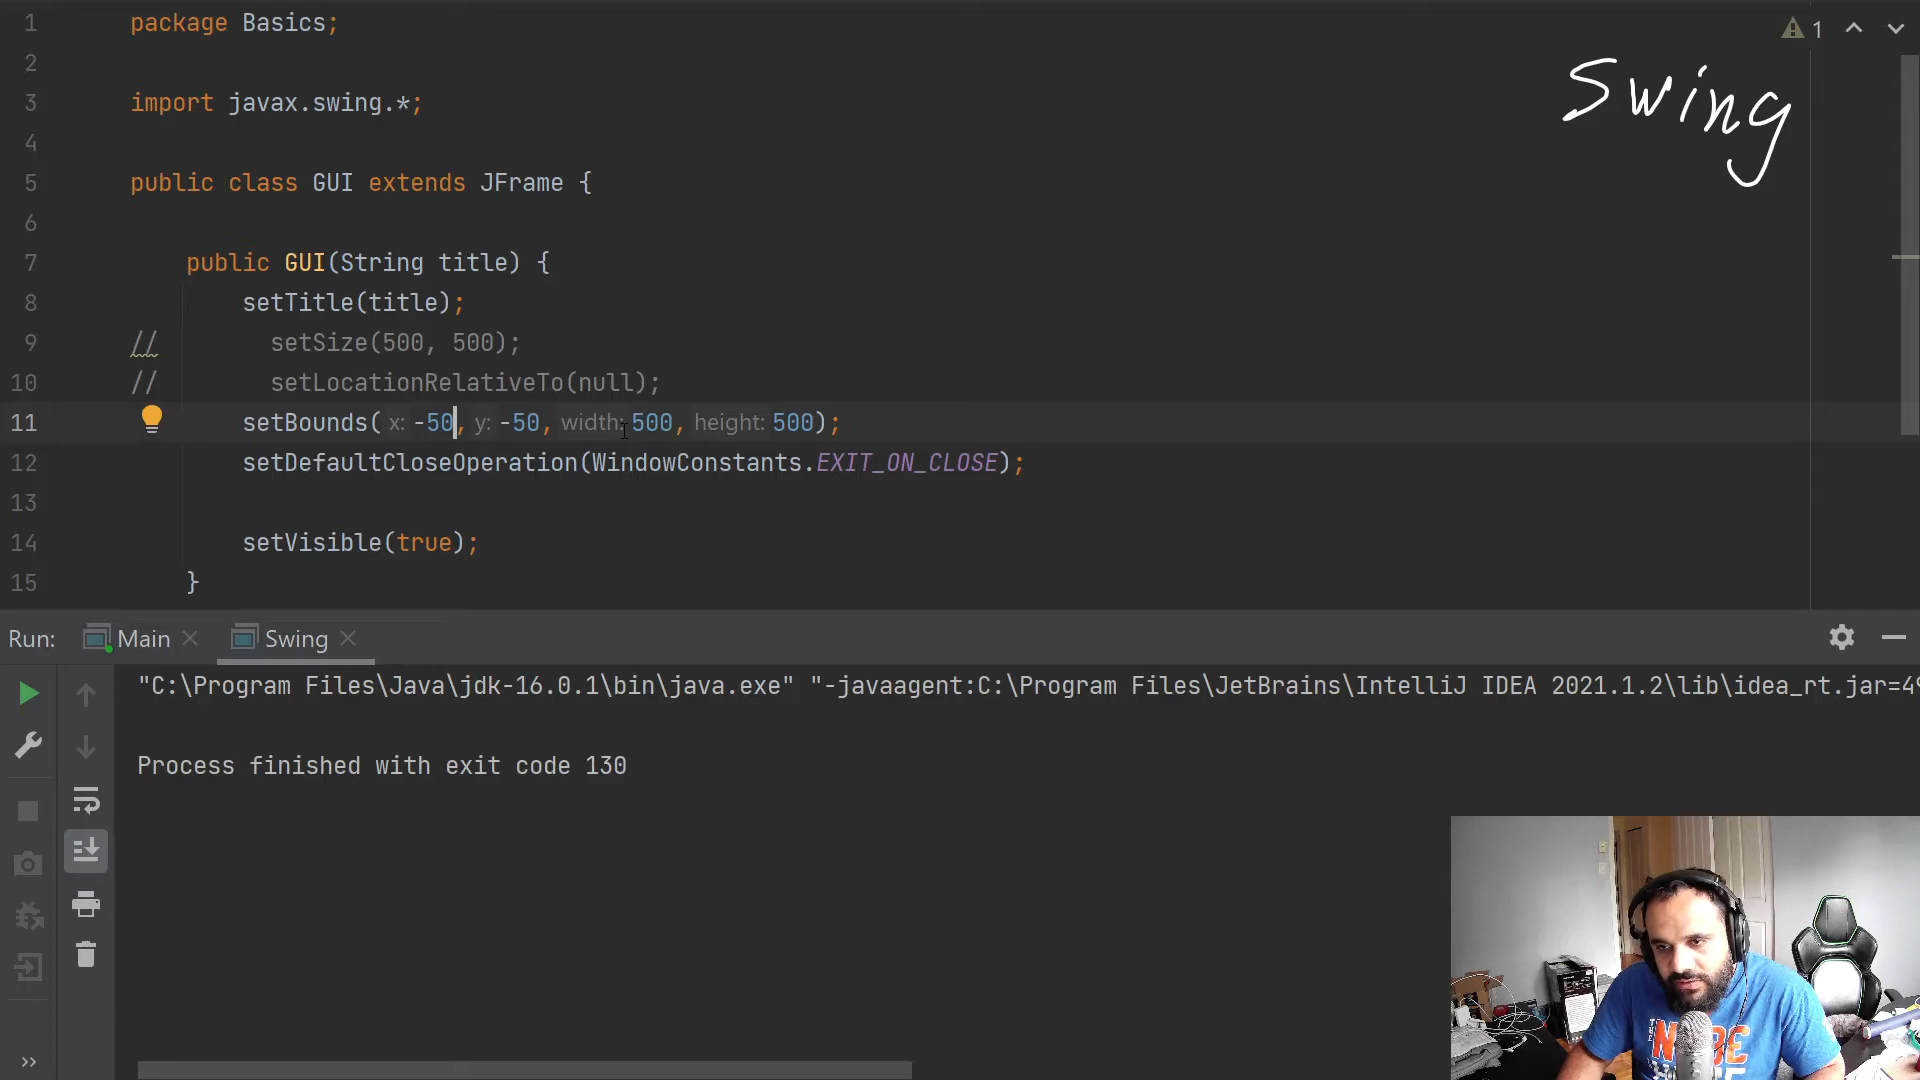 1 package Basics;
2
3 import javax.swing.*;
4
5 public class GUI extends JFrame {
6
7 public GUI(String title) {
8 setTitle(title);
9 // setSize(500, 500);
10 // setLocationRelativeTo(null);
11 setBounds( x: -50, y: -50, width: 500, height: 500);
12 setDefaultCloseOperation(WindowConstants.EXIT_ON_CLOSE);
13
14 setVisible(true);
15 }
1
Swing
Run: Main Swing
"C:\Program Files\Java\jdk-16.0.1\bin\java.exe" "-javaagent:C:\Program Files\JetBrains\IntelliJ IDEA 2021.1.2\lib\idea_rt.jar=4
Process finished with exit code 130